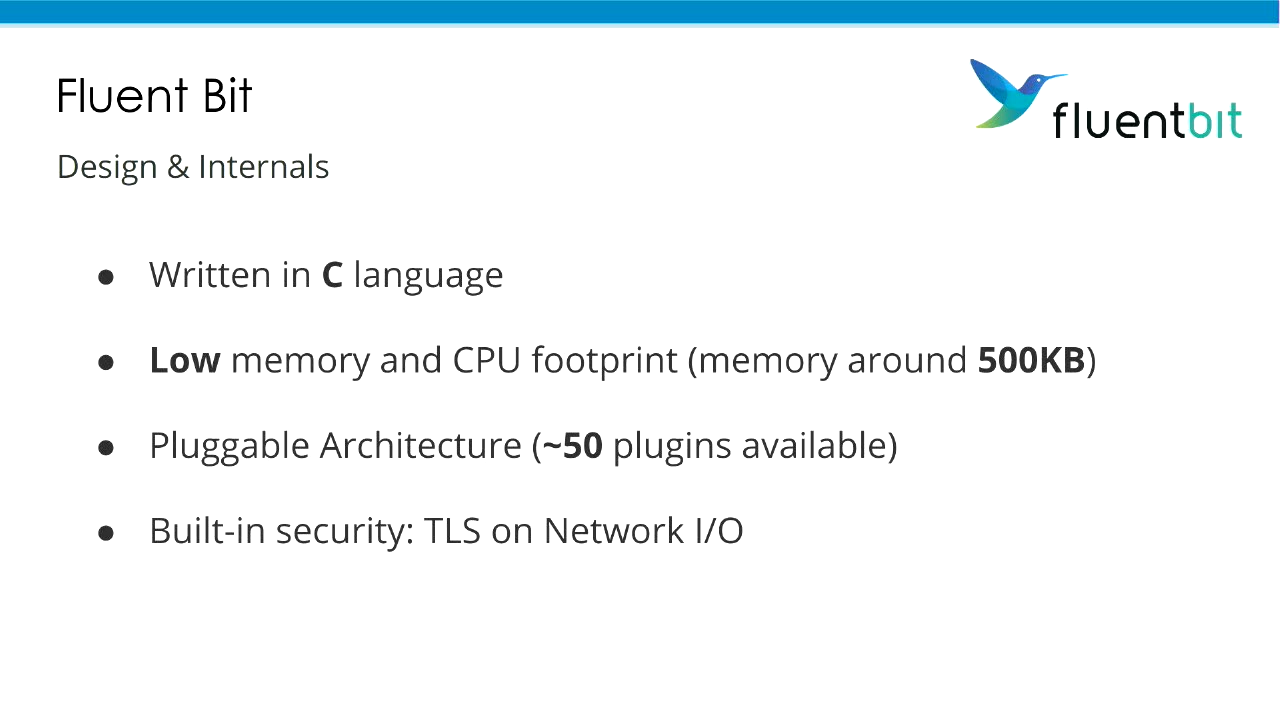 Fluent Bit
fluentbit
Design & Internals
● Written in C language
● Low memory and CPU footprint (memory around 500KB)
● Pluggable Architecture (~50 plugins available)
● Built-in security: TLS on Network I/O